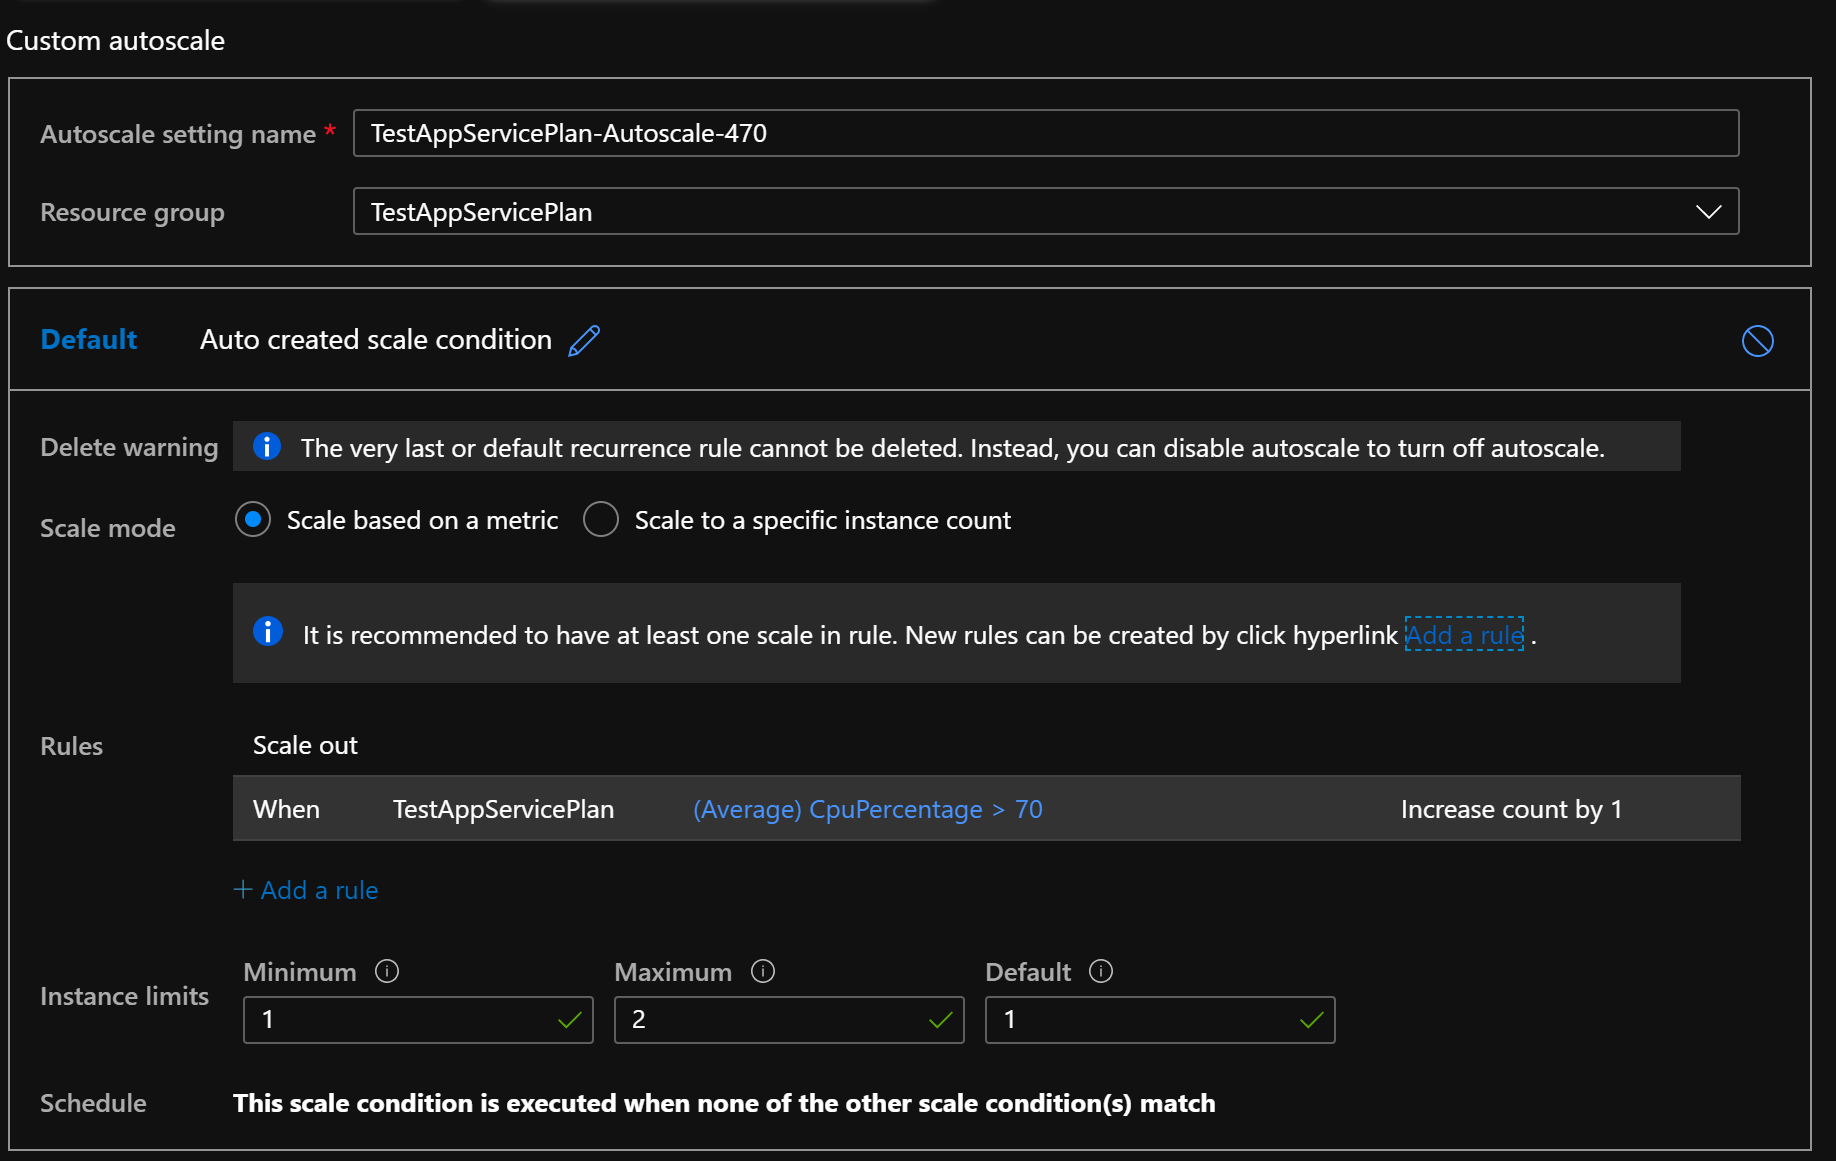 Custom autoscale
Autoscale setting name * TestAppServicePlan-Autoscale-470
Resource group TestAppServicePlan
Default Auto created scale condition
Delete warning The very last or default recurrence rule cannot be deleted. Instead, you can disable autoscale to turn off autoscale.
Scale mode Scale based on a metric Scale to a specific instance count
It is recommended to have at least one scale in rule. New rules can be created by click hyperlink Add a rule .
Rules Scale out
When TestAppServicePlan (Average) CpuPercentage > 70 Increase count by 1
+ Add a rule
Minimum Maximum Default
Instance limits 1 2 1
Schedule This scale condition is executed when none of the other scale condition(s) match